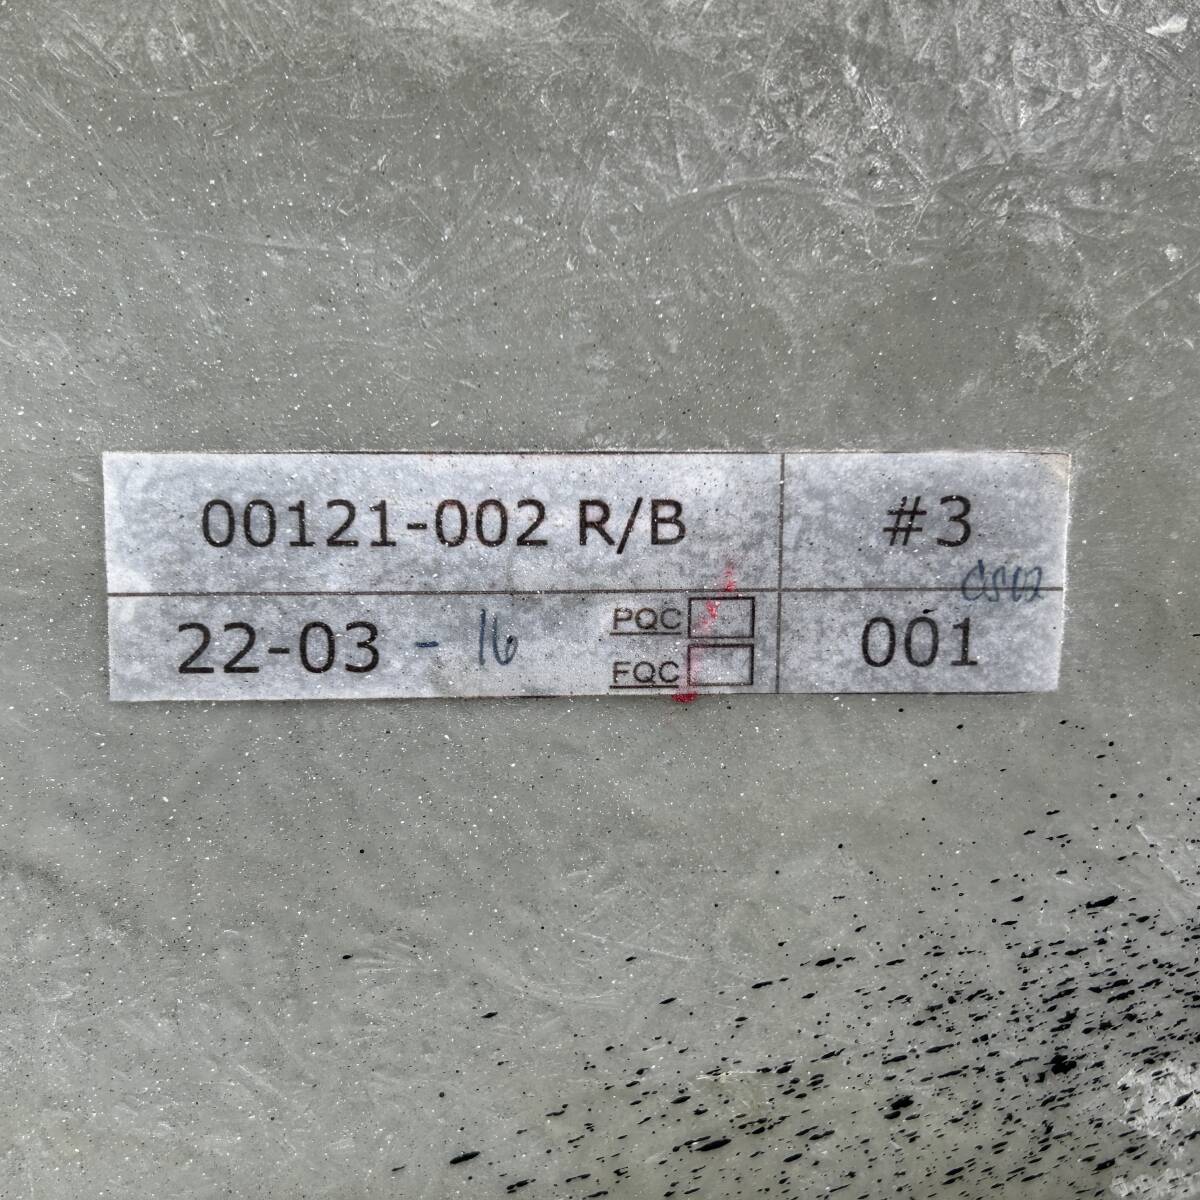 00121-002 R/B #3
22-03 - 16 PQC
FQC 001